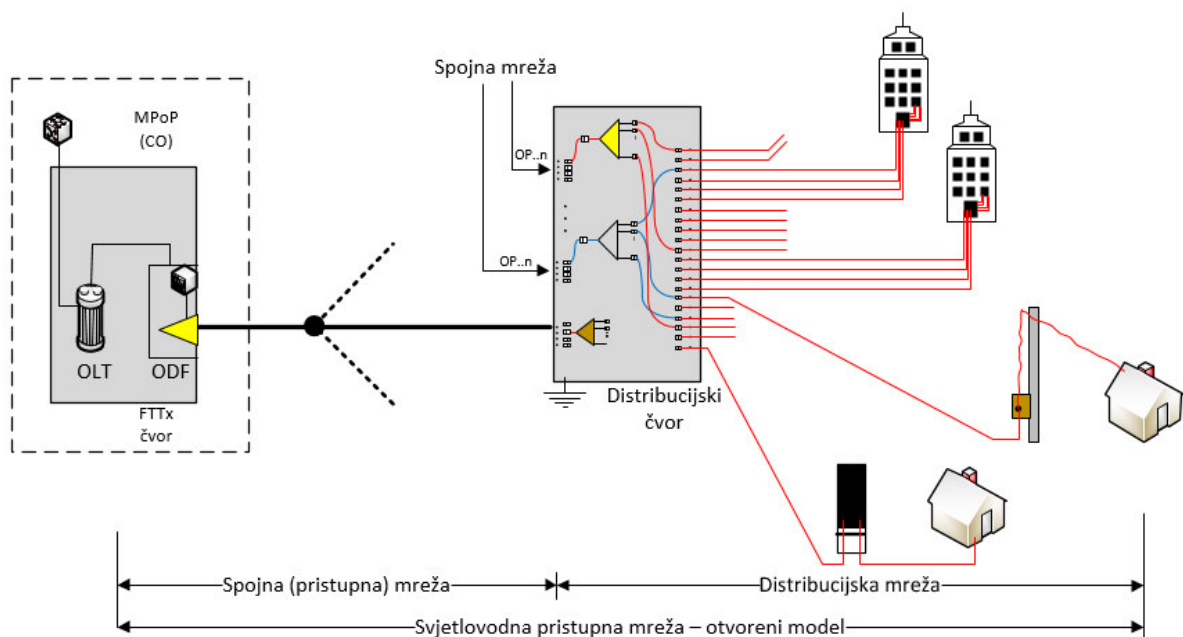 Spojna mreža
MPoP
(CO)
OP..n
OP..n
OLT
ODF
FTTx
čvor
Distribucijski
čvor
Spojna (pristupna) mreža
Distribucijska mreža
Svjetlovodna pristupna mreža – otvoreni model